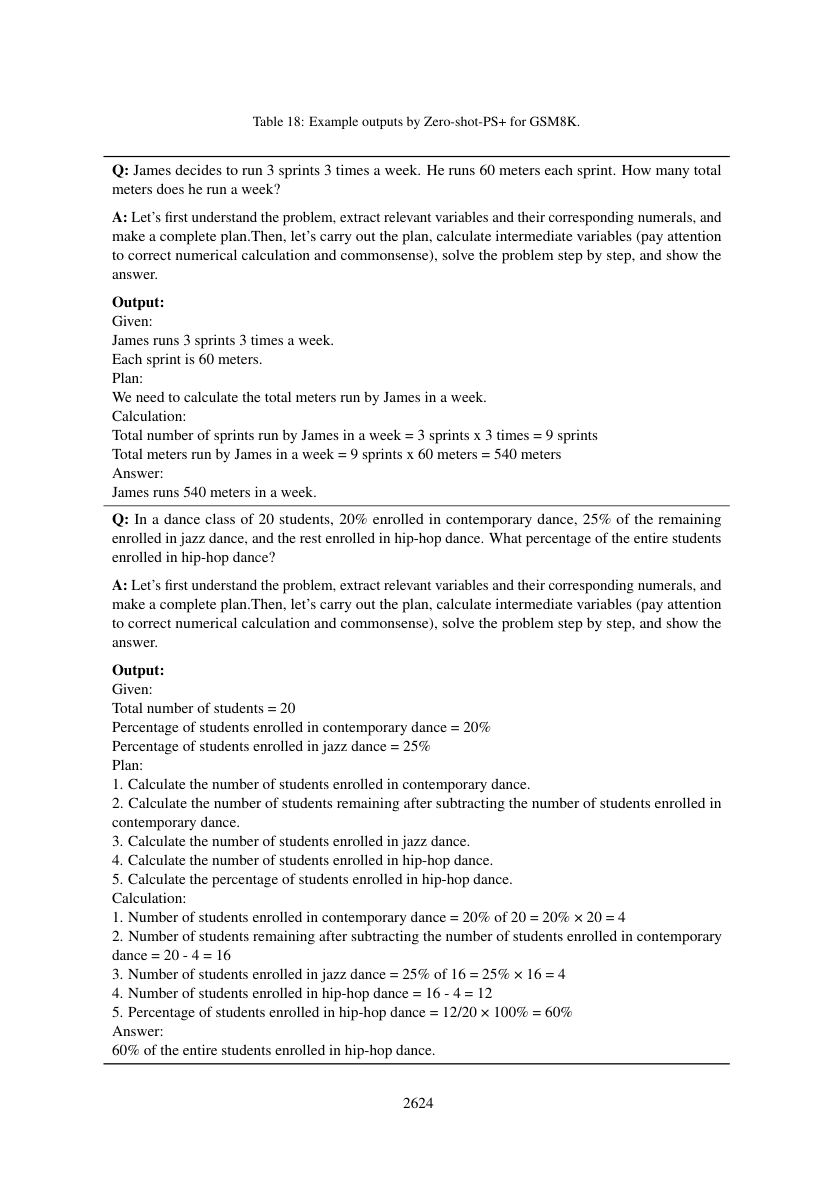 Table 18: Example outputs by Zero-shot-PS+ for GSM8K.
Q: James decides to run 3 sprints 3 times a week. He runs 60 meters each sprint. How many total
meters does he run a week?
A: Let's first understand the problem, extract relevant variables and their corresponding numerals, and
make a complete plan.Then, let's carry out the plan, calculate intermediate variables (pay attention
to correct numerical calculation and commonsense), solve the problem step by step, and show the
answer.
Output:
Given:
James runs 3 sprints 3 times a week.
Each sprint is 60 meters.
Plan:
We need to calculate the total meters run by James in a week.
Calculation:
Total number of sprints run by James in a week = 3 sprints x 3 times = 9 sprints
Total meters run by James in a week = 9 sprints x 60 meters = 540 meters
Answer:
James runs 540 meters in a week.
Q: In a dance class of 20 students, 20% enrolled in contemporary dance, 25% of the remaining
enrolled in jazz dance, and the rest enrolled in hip-hop dance. What percentage of the entire students
enrolled in hip-hop dance?
A: Let's first understand the problem, extract relevant variables and their corresponding numerals, and
make a complete plan.Then, let's carry out the plan, calculate intermediate variables (pay attention
to correct numerical calculation and commonsense), solve the problem step by step, and show the
answer.
Output:
Given:
Total number of students = 20
Percentage of students enrolled in contemporary dance = 20%
Percentage of students enrolled in jazz dance = 25%
Plan:
1. Calculate the number of students enrolled in contemporary dance.
2. Calculate the number of students remaining after subtracting the number of students enrolled in
contemporary dance.
3. Calculate the number of students enrolled in jazz dance.
4. Calculate the number of students enrolled in hip-hop dance.
5. Calculate the percentage of students enrolled in hip-hop dance.
Calculation:
1. Number of students enrolled in contemporary dance = 20% of 20 = 20% × 20 = 4
2. Number of students remaining after subtracting the number of students enrolled in contemporary
dance = 20 - 4 = 16
3. Number of students enrolled in jazz dance = 25% of 16 = 25% × 16 = 4
4. Number of students enrolled in hip-hop dance = 16 - 4 = 12
5. Percentage of students enrolled in hip-hop dance = 12/20 × 100% = 60%
Answer:
60% of the entire students enrolled in hip-hop dance.
2624